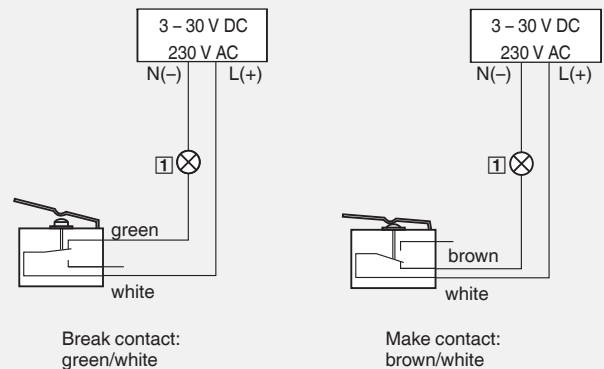 3 – 30 V DC
230 V AC
N(–) L(+)
1
green
white
Break contact:
green/white
3 – 30 V DC
230 V AC
N(–) L(+)
1
brown
white
Make contact:
brown/white